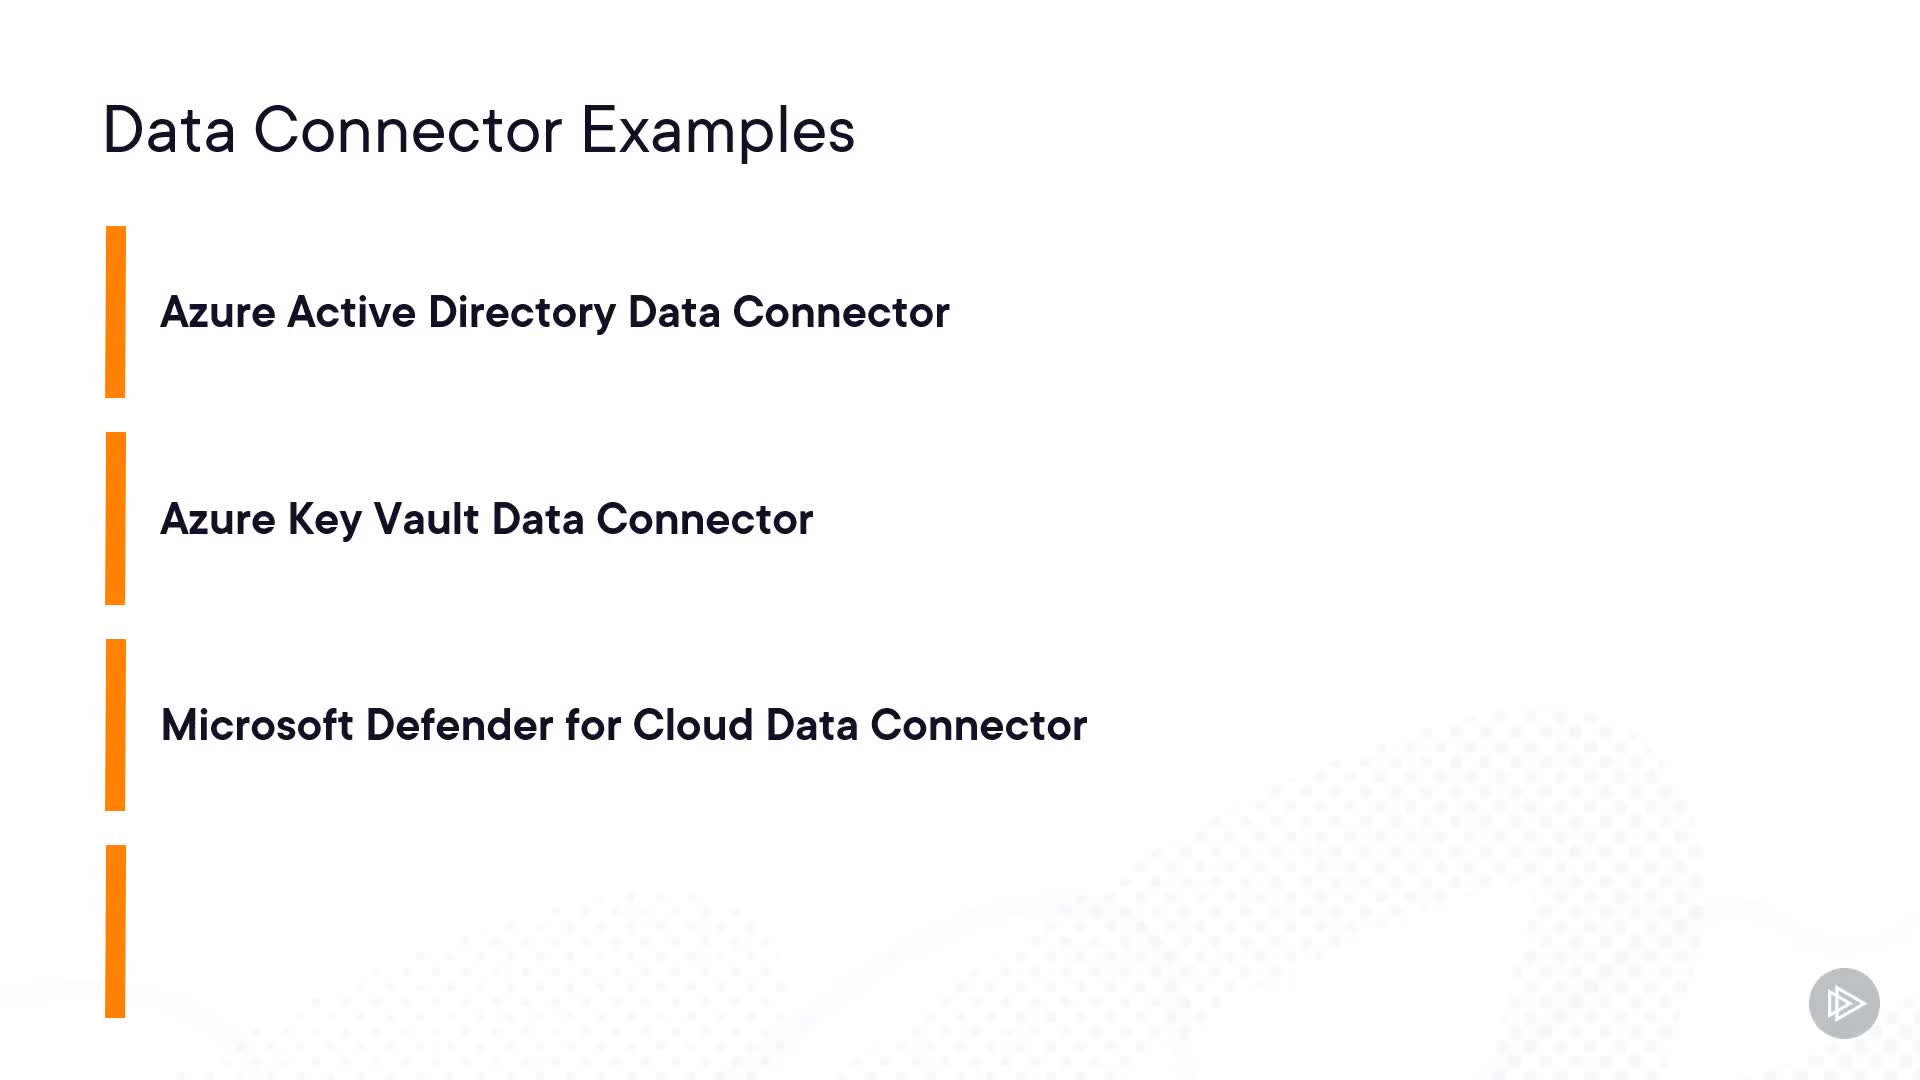 Data Connector Examples
Azure Active Directory Data Connector
Azure Key Vault Data Connector
Microsoft Defender for Cloud Data Connector